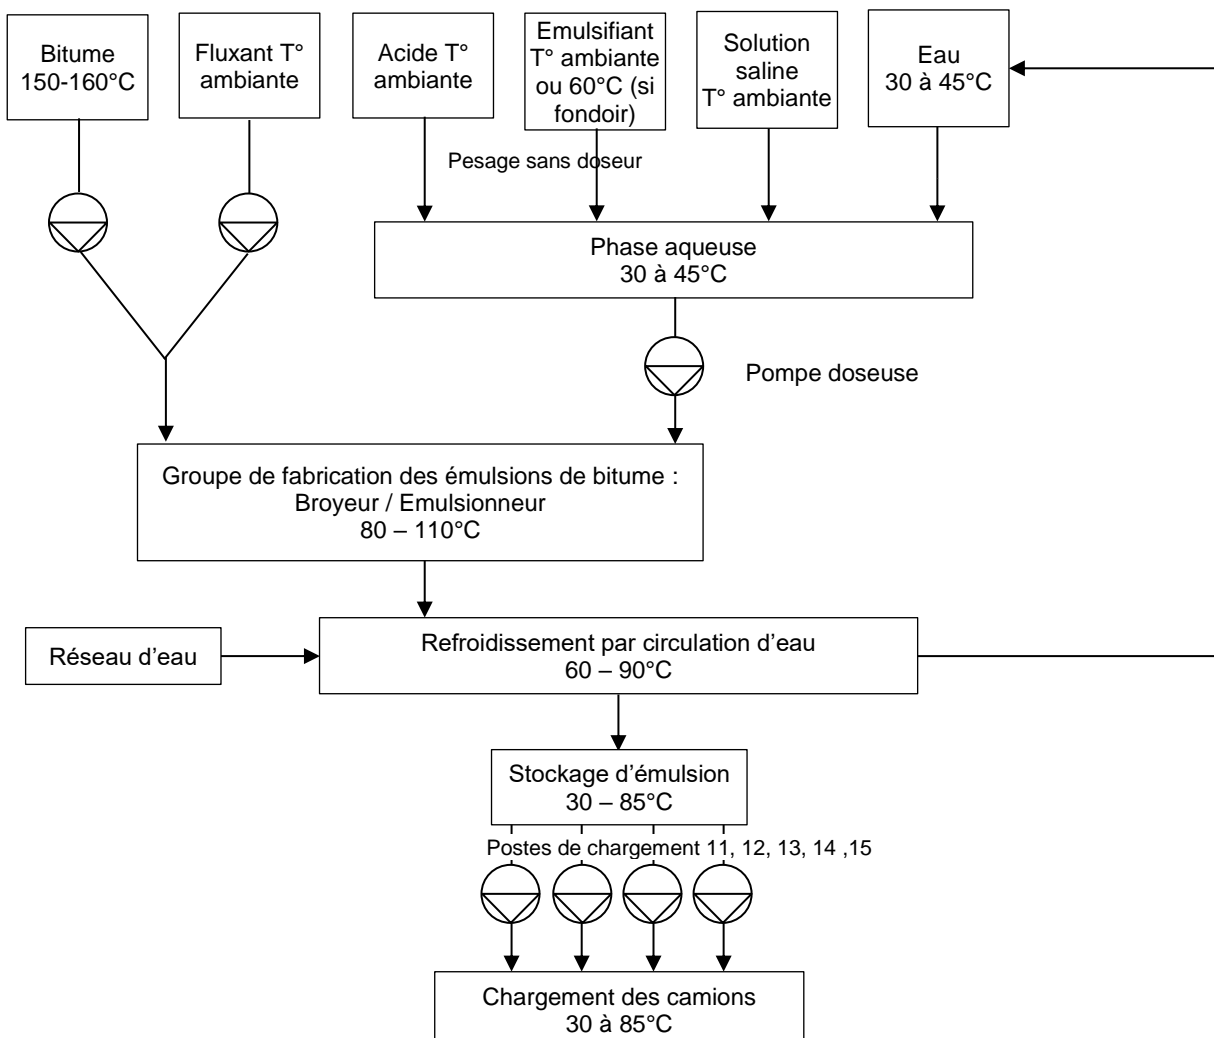 Bitume
150-160°C
Fluxant T°
ambiante
Acide T°
ambiante
Emulsifiant
T° ambiante
ou 60°C (si
fondoir)
Solution
saline
T° ambiante
Eau
30 à 45°C
Pesage sans doseur
Phase aqueuse
30 à 45°C
Pompe doseuse
Groupe de fabrication des émulsions de bitume :
Broyeur / Emulsionneur
80 – 110°C
Réseau d’eau
Refroidissement par circulation d’eau
60 – 90°C
Stockage d’émulsion
30 – 85°C
Postes de chargement 11, 12, 13, 14 ,15
Chargement des camions
30 à 85°C